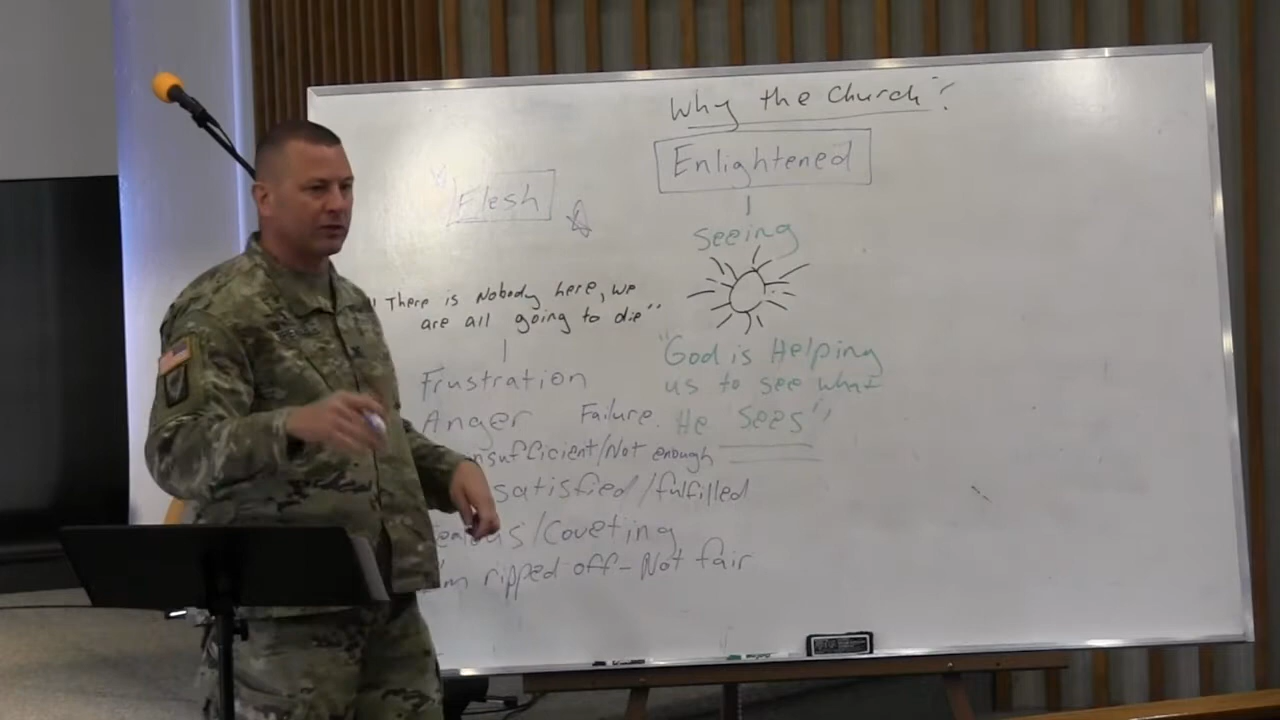 Why the Church?
Enlightened
Flesh
seeing
"There is Nobody here, we
are all going to die"
"God is Helping
us to see what
He sees"
Frustration
Anger Failure.
nsufficient/Not enough
satisfied/fulfilled
ealous/Coveting
I'm ripped off - Not fair